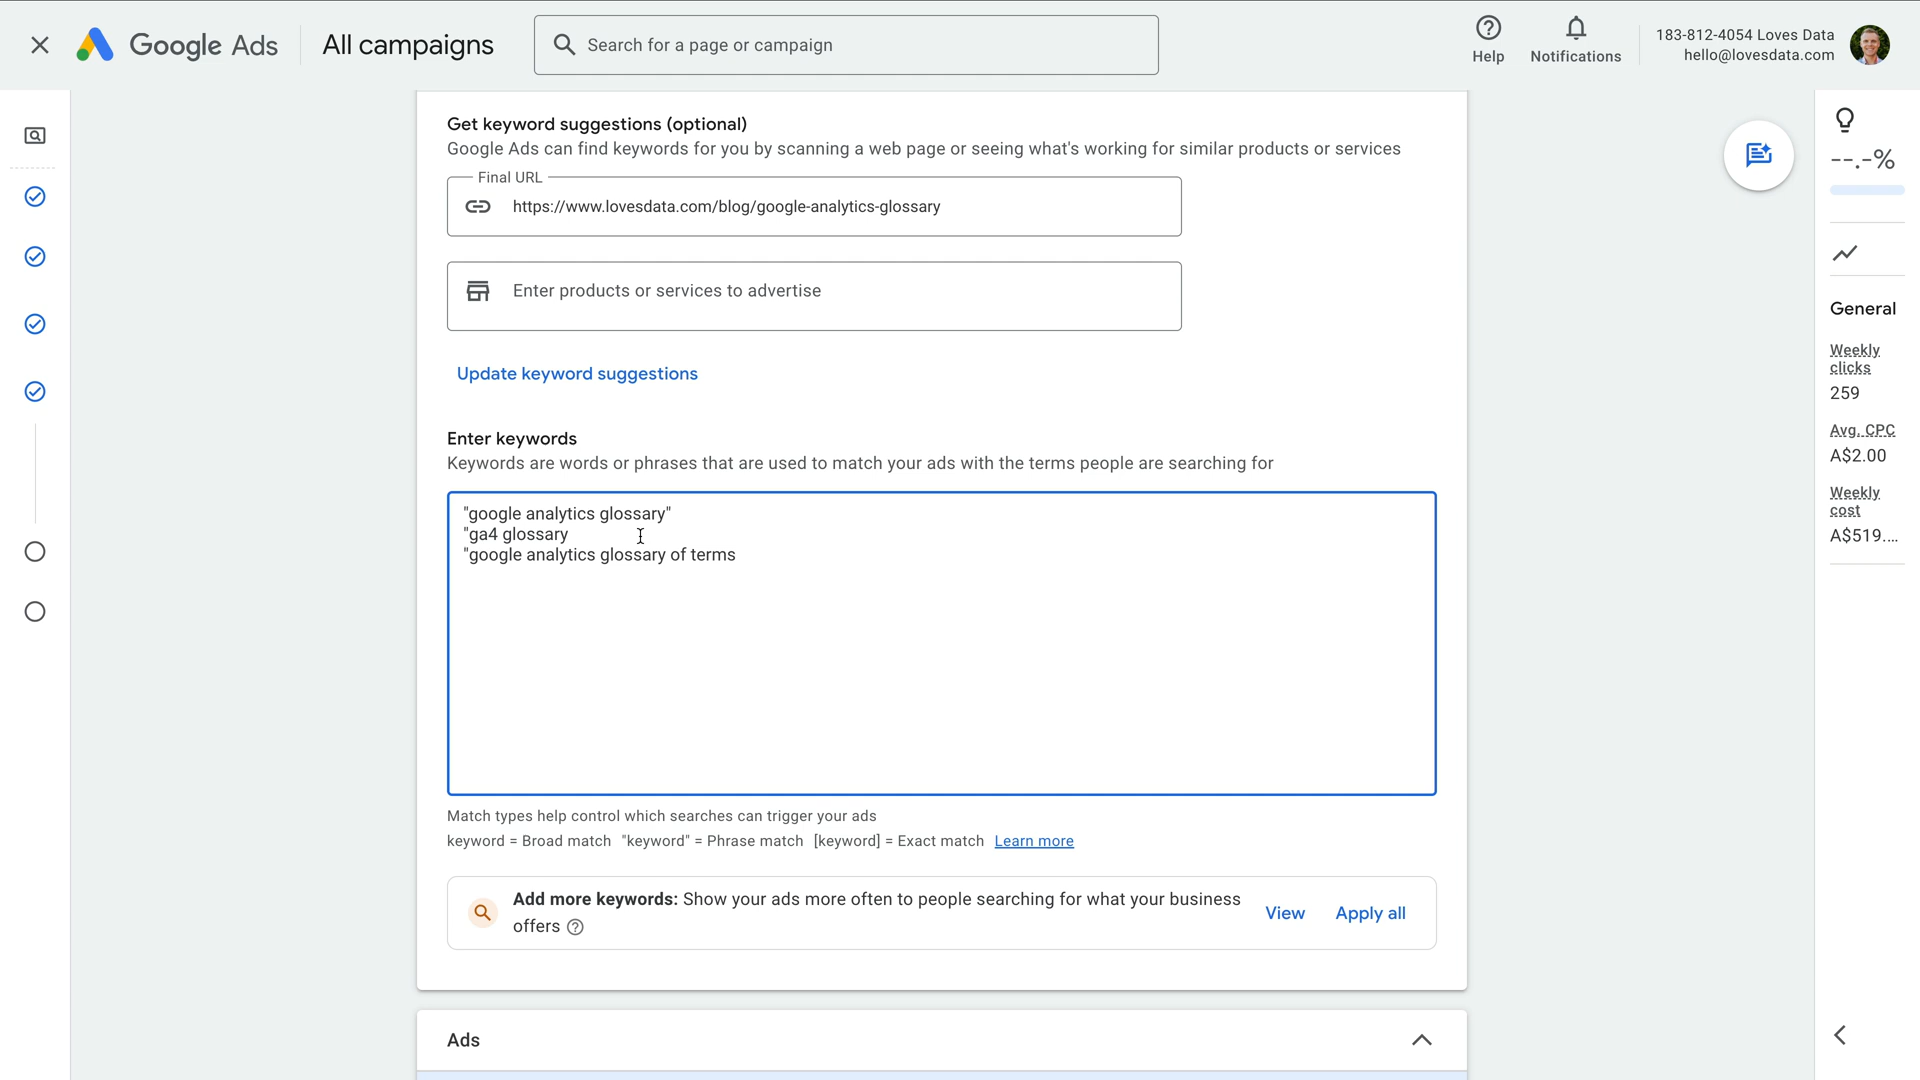 Google Ads
All campaigns
Search for a page or campaign
Help
Notifications
183-812-4054 Loves Data
hello@lovesdata.com
Get keyword suggestions (optional)
Google Ads can find keywords for you by scanning a web page or seeing what's working for similar products or services
Final URL
https://www.lovesdata.com/blog/google-analytics-glossary
Enter products or services to advertise
Update keyword suggestions
Enter keywords
Keywords are words or phrases that are used to match your ads with the terms people are searching for
"google analytics glossary"
"ga4 glossary
"google analytics glossary of terms
Match types help control which searches can trigger your ads
keyword = Broad match "keyword" = Phrase match [keyword] = Exact match Learn more
Add more keywords: Show your ads more often to people searching for what your business
offers
View
Apply all
Ads
--.-%
General
Weekly
clicks
259
Avg. CPC
A$2.00
Weekly
cost
A$519....